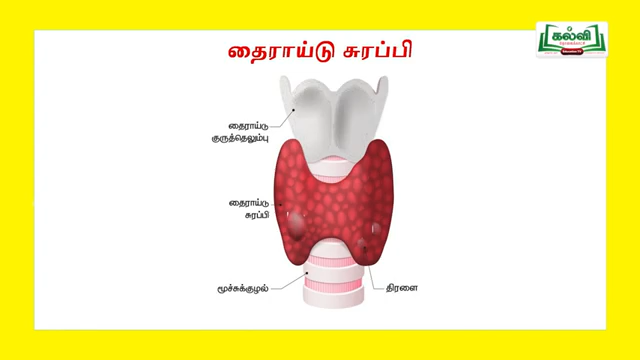 தைராய்டு சுரப்பி
கல்வி
தைராய்டு
குருத்தெலும்பு
தைராய்டு
சுரப்பி
மூச்சுக்குழல்
திரளை